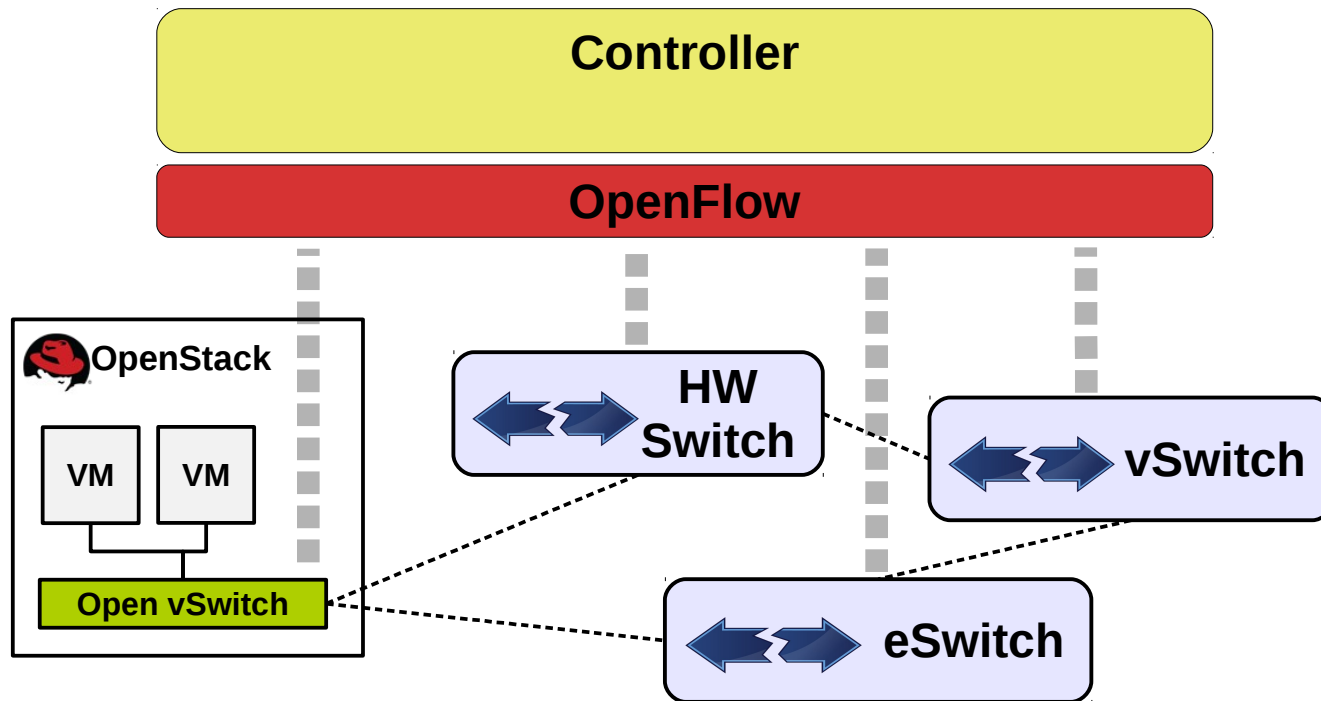 Controller
OpenFlow
OpenStack
VM
VM
Open vSwitch
HW
Switch
vSwitch
eSwitch